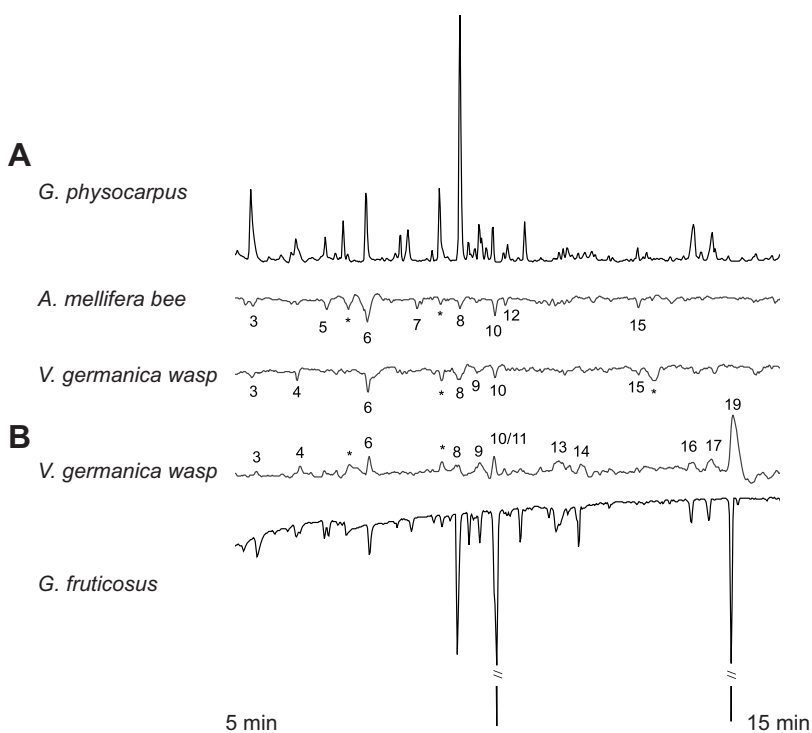 A
G. physocarpus
A. mellifera bee
3 5 * 6 7 * 8 10 12 15
V. germanica wasp
3 4 6 * 8 9 10 15 *
B
V. germanica wasp
3 4 * 6 * 8 9 10/11 13 14 16 17 19
G. fruticosus
// //
5 min 15 min